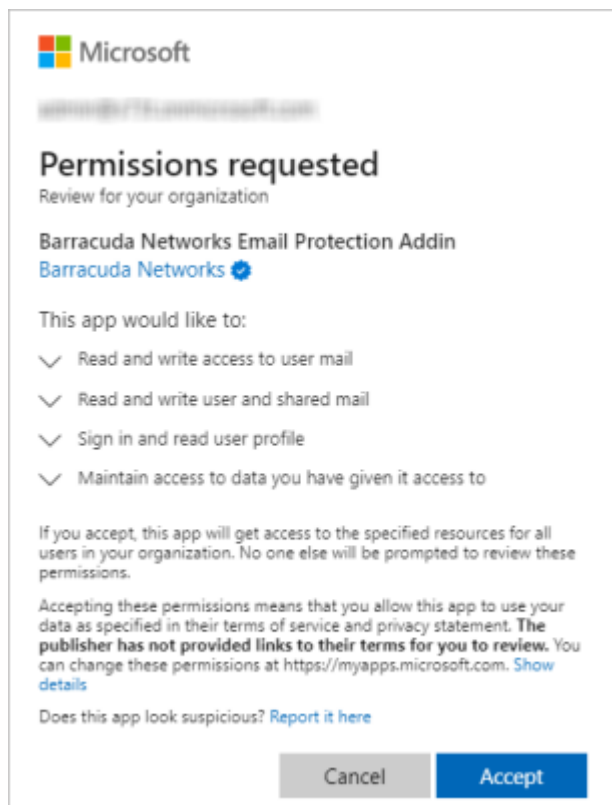 Microsoft
Permissions requested
Review for your organization
Barracuda Networks Email Protection Addin
Barracuda Networks
This app would like to:
Read and write access to user mail
Read and write user and shared mail
Sign in and read user profile
Maintain access to data you have given it access to
If you accept, this app will get access to the specified resources for all
users in your organization. No one else will be prompted to review these
permissions.
Accepting these permissions means that you allow this app to use your
data as specified in their terms of service and privacy statement. The
publisher has not provided links to their terms for you to review. You
can change these permissions at https://myapps.microsoft.com. Show
details
Does this app look suspicious? Report it here
Cancel Accept